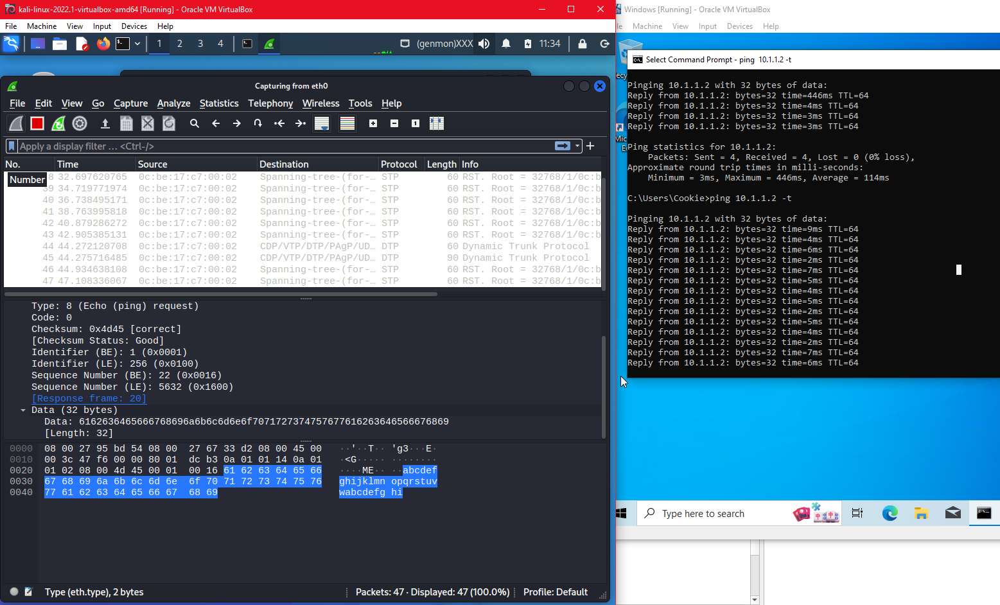 kali-linux-2022.1-virtualbox-amd64 [Running] - Oracle VM VirtualBox
File Machine View Input Devices Help
1 2 3 4 (genmon)XXX 11:34
Capturing from eth0
File Edit View Go Capture Analyze Statistics Telephony Wireless Tools Help
Apply a display filter … <Ctrl-/>
No. Time Source Destination Protocol Length Info
8 32.697620765 0c:be:17:c7:00:02 Spanning-tree-(for-… STP 60 RST. Root = 32768/1/0c:b
Number
39 34.719771974 0c:be:17:c7:00:02 Spanning-tree-(for-… STP 60 RST. Root = 32768/1/0c:b
40 36.738495171 0c:be:17:c7:00:02 Spanning-tree-(for-… STP 60 RST. Root = 32768/1/0c:b
41 38.763995818 0c:be:17:c7:00:02 Spanning-tree-(for-… STP 60 RST. Root = 32768/1/0c:b
42 40.879286272 0c:be:17:c7:00:02 Spanning-tree-(for-… STP 60 RST. Root = 32768/1/0c:b
43 42.905385131 0c:be:17:c7:00:02 Spanning-tree-(for-… STP 60 RST. Root = 32768/1/0c:b
44 44.272120708 0c:be:17:c7:00:02 CDP/VTP/DTP/PAgP/UD… DTP 60 Dynamic Trunk Protocol
45 44.275716485 0c:be:17:c7:00:02 CDP/VTP/DTP/PAgP/UD… DTP 90 Dynamic Trunk Protocol
46 44.934638108 0c:be:17:c7:00:02 Spanning-tree-(for-… STP 60 RST. Root = 32768/1/0c:b
47 47.108336067 0c:be:17:c7:00:02 Spanning-tree-(for-… STP 60 RST. Root = 32768/1/0c:b
Type: 8 (Echo (ping) request)
Code: 0
Checksum: 0x4d45 [correct]
[Checksum Status: Good]
Identifier (BE): 1 (0x0001)
Identifier (LE): 256 (0x0100)
Sequence Number (BE): 22 (0x0016)
Sequence Number (LE): 5632 (0x1600)
[Response frame: 20]
Data (32 bytes)
Data: 6162636465666768696a6b6c6d6e6f7071727374757677616263646566676869
[Length: 32]
0000 08 00 27 95 bd 54 08 00 27 67 33 d2 08 00 45 00 ··'··T·· 'g3···E·
0010 00 3c 47 f6 00 00 80 01 dc b3 0a 01 01 14 0a 01 ·<G····· ········
0020 01 02 08 00 4d 45 00 01 00 16 61 62 63 64 65 66 ····ME·· ··abcdef
0030 67 68 69 6a 6b 6c 6d 6e 6f 70 71 72 73 74 75 76 ghijklmn opqrstuv
0040 77 61 62 63 64 65 66 67 68 69 wabcdefg hi
Type (eth.type), 2 bytes Packets: 47 · Displayed: 47 (100.0%) Profile: Default
Windows [Running] - Oracle VM VirtualBox
le Machine View Input Devices Help
ecy
Mic
E
Select Command Prompt - ping 10.1.1.2 -t
Pinging 10.1.1.2 with 32 bytes of data:
Reply from 10.1.1.2: bytes=32 time=446ms TTL=64
Reply from 10.1.1.2: bytes=32 time=4ms TTL=64
Reply from 10.1.1.2: bytes=32 time=3ms TTL=64
Reply from 10.1.1.2: bytes=32 time=3ms TTL=64
Ping statistics for 10.1.1.2:
Packets: Sent = 4, Received = 4, Lost = 0 (0% loss),
Approximate round trip times in milli-seconds:
Minimum = 3ms, Maximum = 446ms, Average = 114ms
C:\Users\Cookie>ping 10.1.1.2 -t
Pinging 10.1.1.2 with 32 bytes of data:
Reply from 10.1.1.2: bytes=32 time=9ms TTL=64
Reply from 10.1.1.2: bytes=32 time=4ms TTL=64
Reply from 10.1.1.2: bytes=32 time=6ms TTL=64
Reply from 10.1.1.2: bytes=32 time=2ms TTL=64
Reply from 10.1.1.2: bytes=32 time=7ms TTL=64
Reply from 10.1.1.2: bytes=32 time=5ms TTL=64
Reply from 10.1.1.2: bytes=32 time=4ms TTL=64
Reply from 10.1.1.2: bytes=32 time=5ms TTL=64
Reply from 10.1.1.2: bytes=32 time=2ms TTL=64
Reply from 10.1.1.2: bytes=32 time=5ms TTL=64
Reply from 10.1.1.2: bytes=32 time=4ms TTL=64
Reply from 10.1.1.2: bytes=32 time=2ms TTL=64
Reply from 10.1.1.2: bytes=32 time=7ms TTL=64
Reply from 10.1.1.2: bytes=32 time=6ms TTL=64
Type here to search